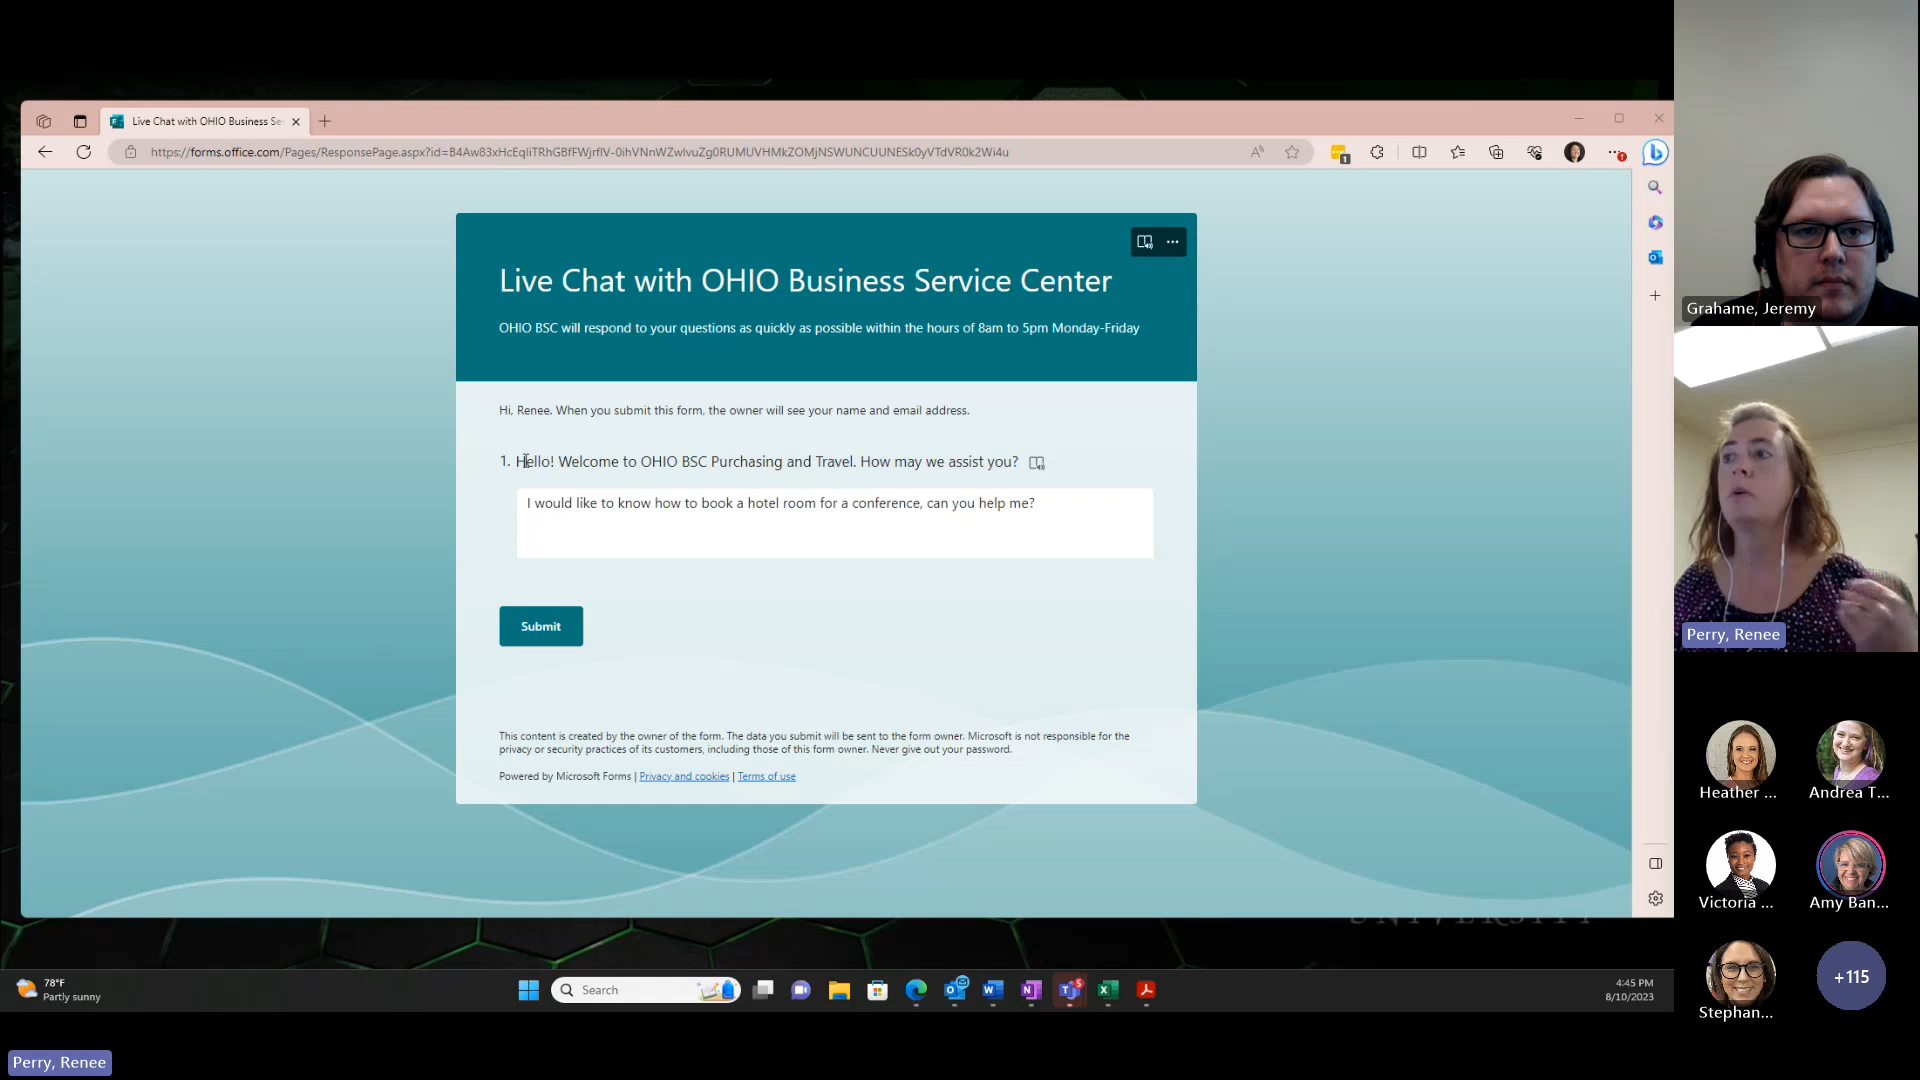 Live Chat with OHIO Business Se
https://forms.office.com/Pages/ResponsePage.aspx?id=B4Aw83xHcEqIiTRhGBfFWjrfIV-0ihVNnWZwIvuZg0RUMUVHMkZOMjNSWUNCUUNESk0yVTdVR0k2Wi4u
1
Live Chat with OHIO Business Service Center
OHIO BSC will respond to your questions as quickly as possible within the hours of 8am to 5pm Monday-Friday
Hi, Renee. When you submit this form, the owner will see your name and email address.
1. Hello! Welcome to OHIO BSC Purchasing and Travel. How may we assist you?
I would like to know how to book a hotel room for a conference, can you help me?
Submit
This content is created by the owner of the form. The data you submit will be sent to the form owner. Microsoft is not responsible for the
privacy or security practices of its customers, including those of this form owner. Never give out your password.
Powered by Microsoft Forms | Privacy and cookies | Terms of use
UNIVERSITY
78°F
Partly sunny
Search
5
4:45 PM
8/10/2023
Perry, Renee
Grahame, Jeremy
Perry, Renee
Heather ...
Andrea T...
Victoria ...
Amy Ban...
Stephan...
+115